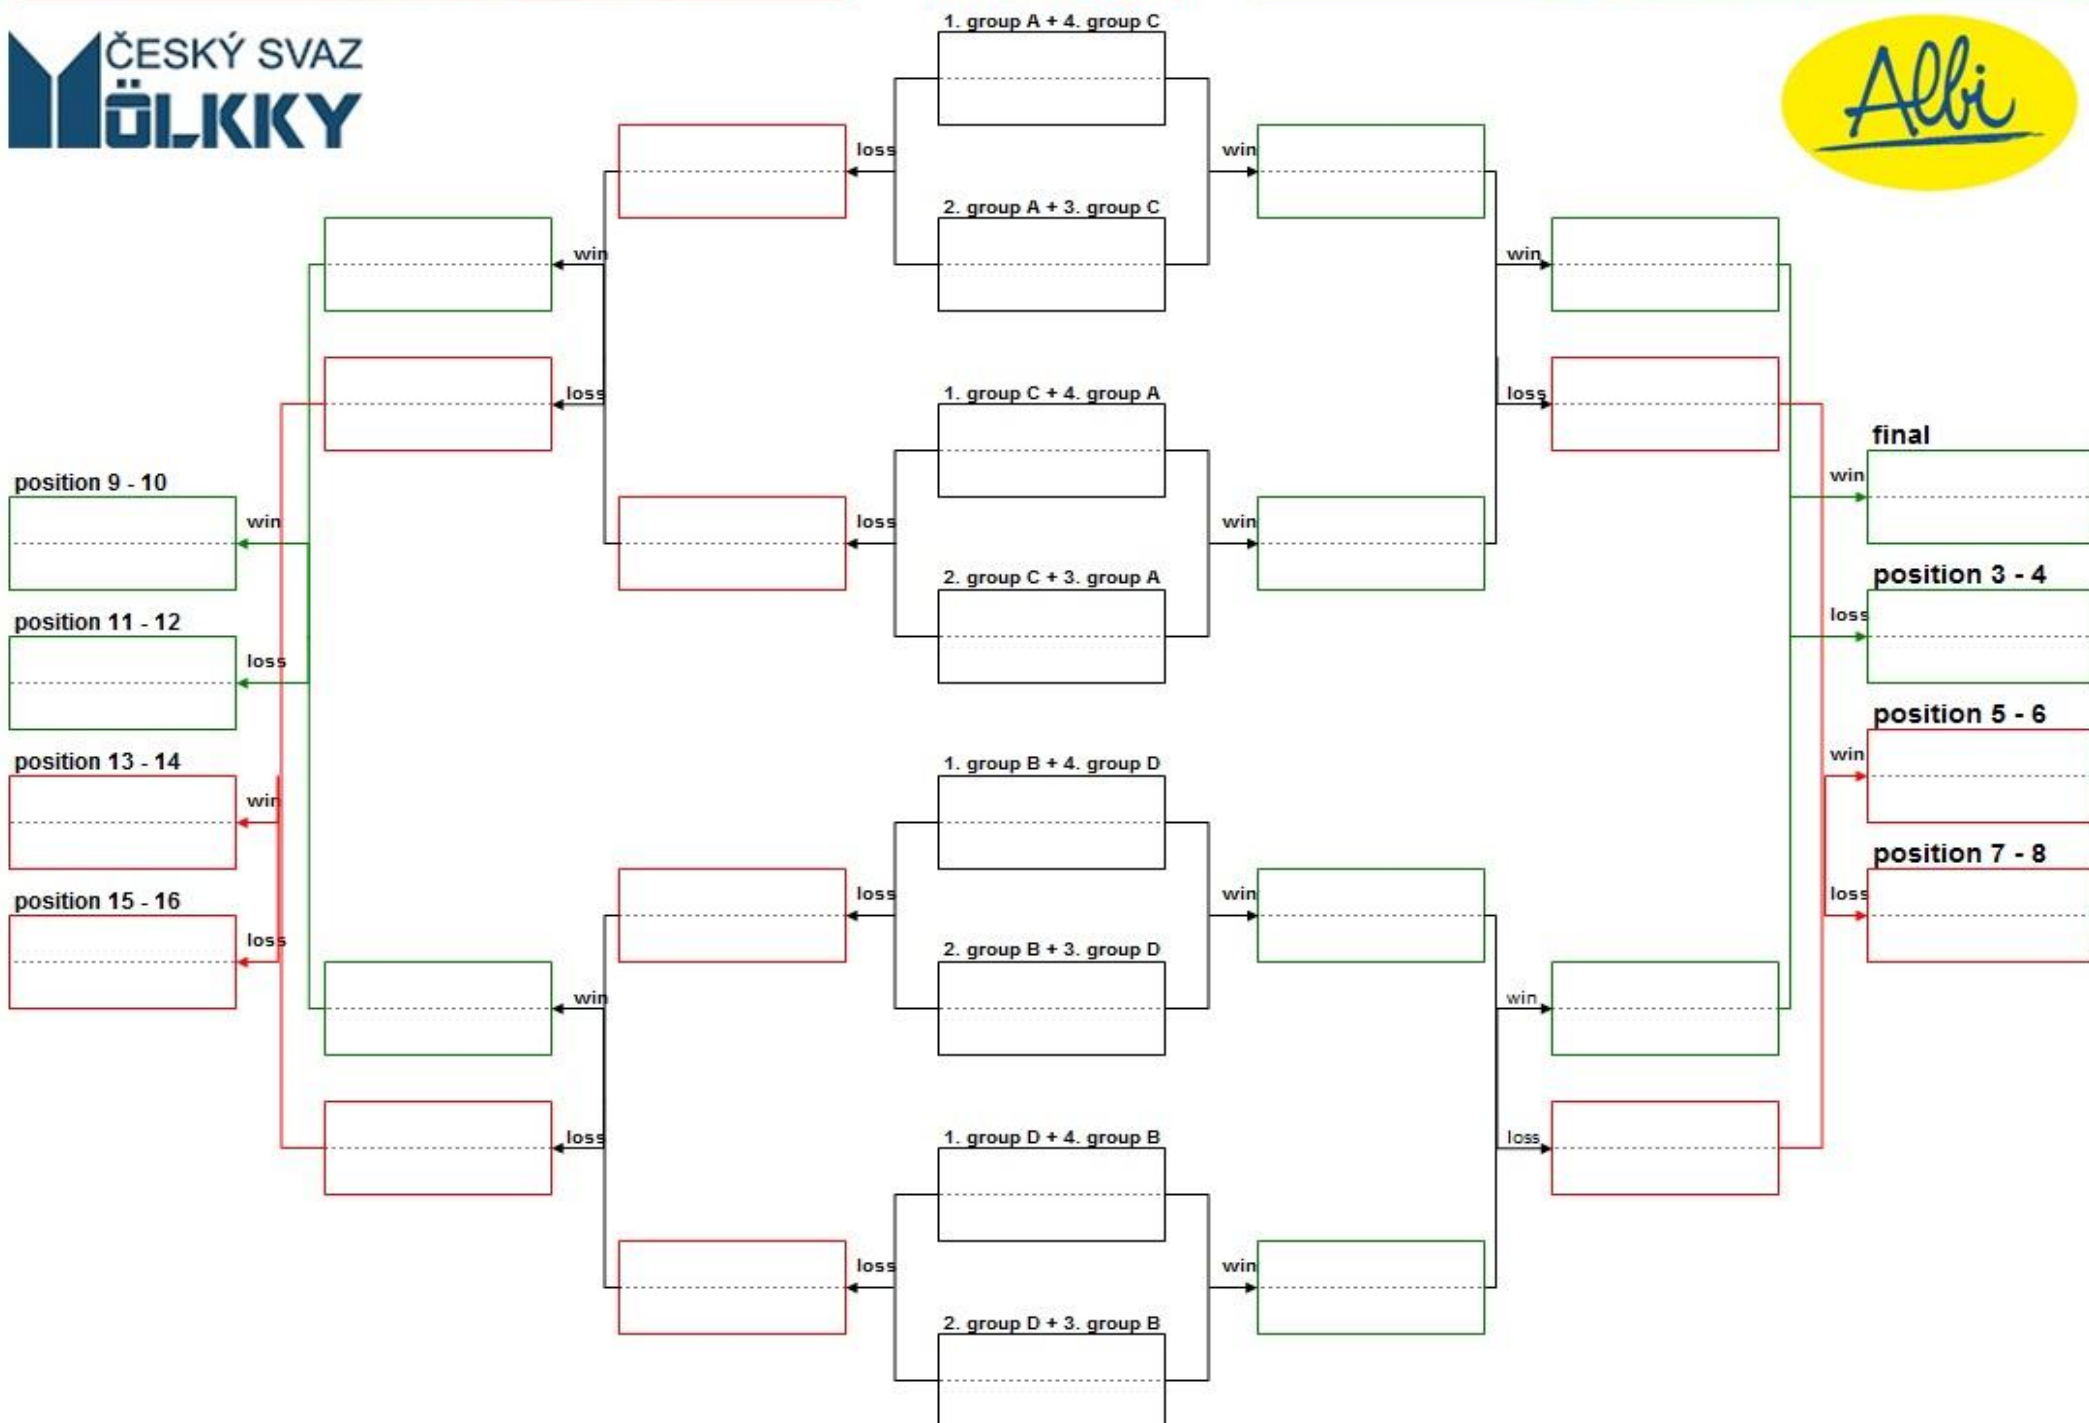 ČESKÝ SVAZ
MÖLKKY
Albi
1. group A + 4. group C
loss
win
2. group A + 3. group C
win
win
1. group C + 4. group A
loss
loss
final
win
position 9 - 10
win
loss
win
position 3 - 4
2. group C + 3. group A
loss
position 11 - 12
loss
position 5 - 6
win
position 13 - 14
1. group B + 4. group D
win
position 7 - 8
loss
win
loss
position 15 - 16
loss
2. group B + 3. group D
win
win
1. group D + 4. group B
loss
loss
loss
win
2. group D + 3. group B